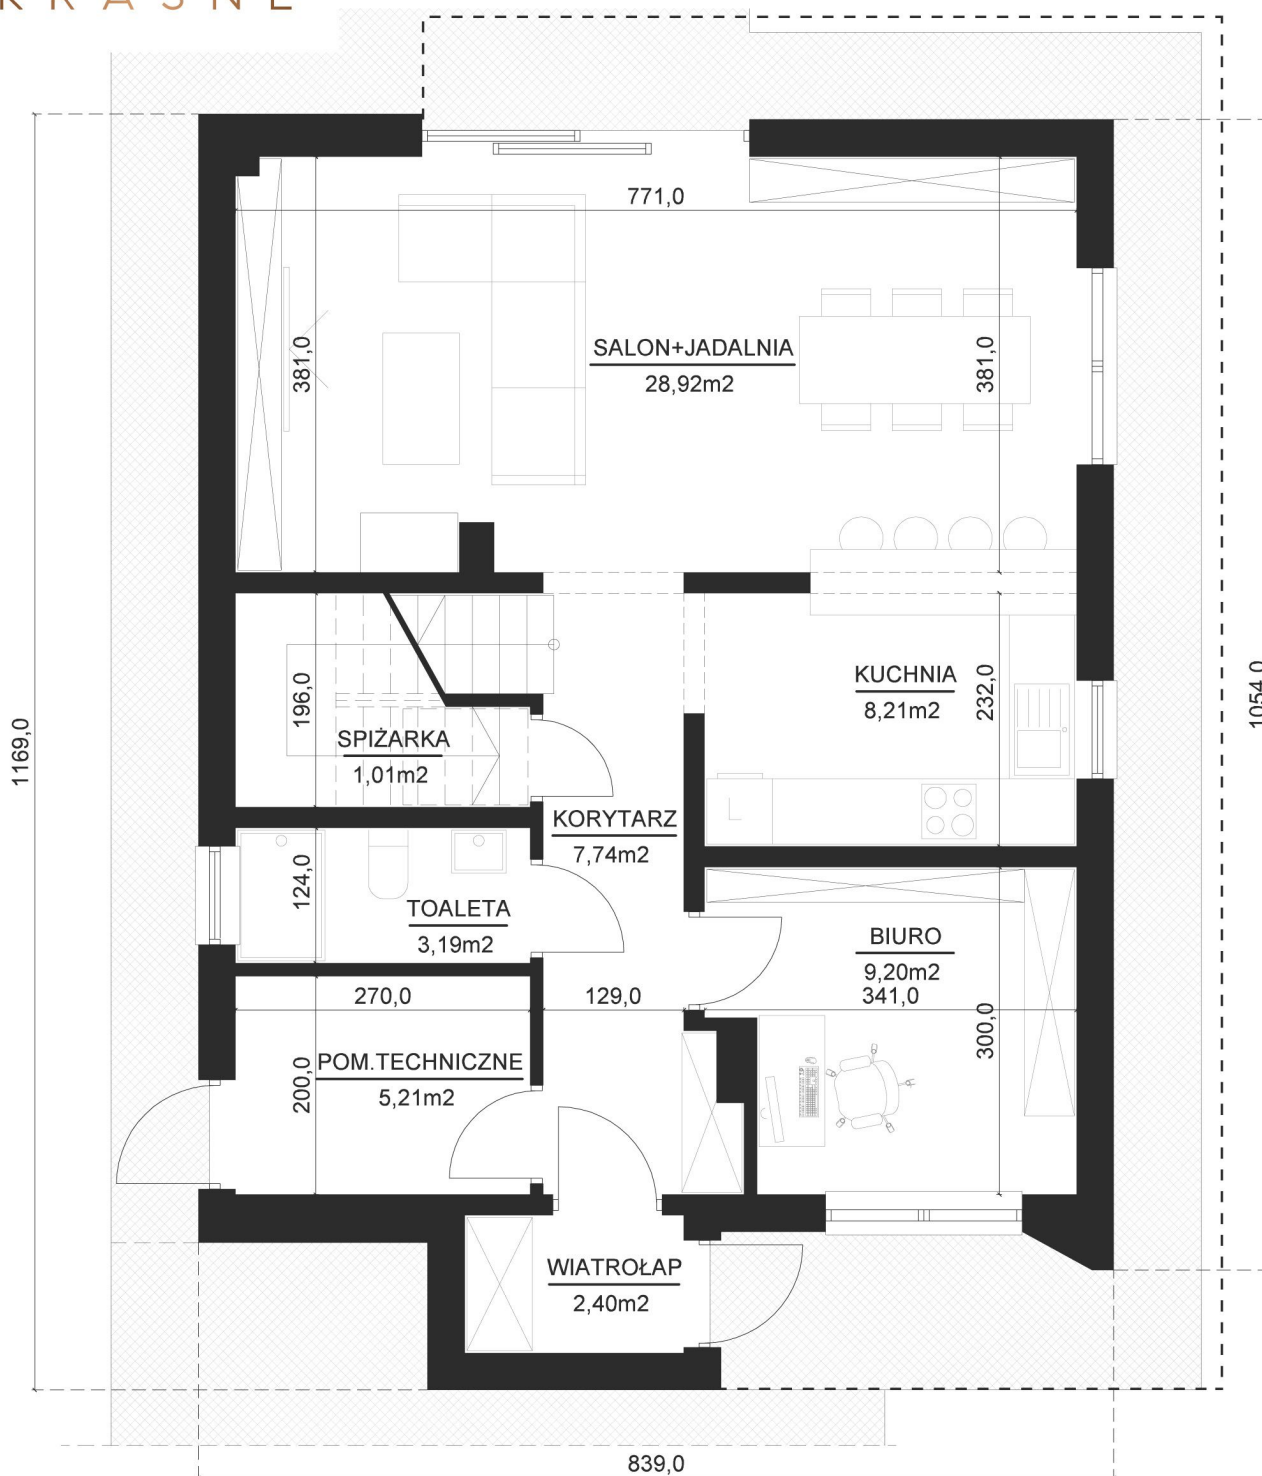 KRASNE
771,0
SALON+JADALNIA
28,92m2
381,0
381,0
1169,0
1054,0
196,0
SPIŻARKA
1,01m2
KUCHNIA
8,21m2
232,0
KORYTARZ
7,74m2
124,0
TOALETA
3,19m2
BIURO
9,20m2
341,0
300,0
270,0
129,0
200,0
POM.TECHNICZNE
5,21m2
WIATROŁAP
2,40m2
839,0